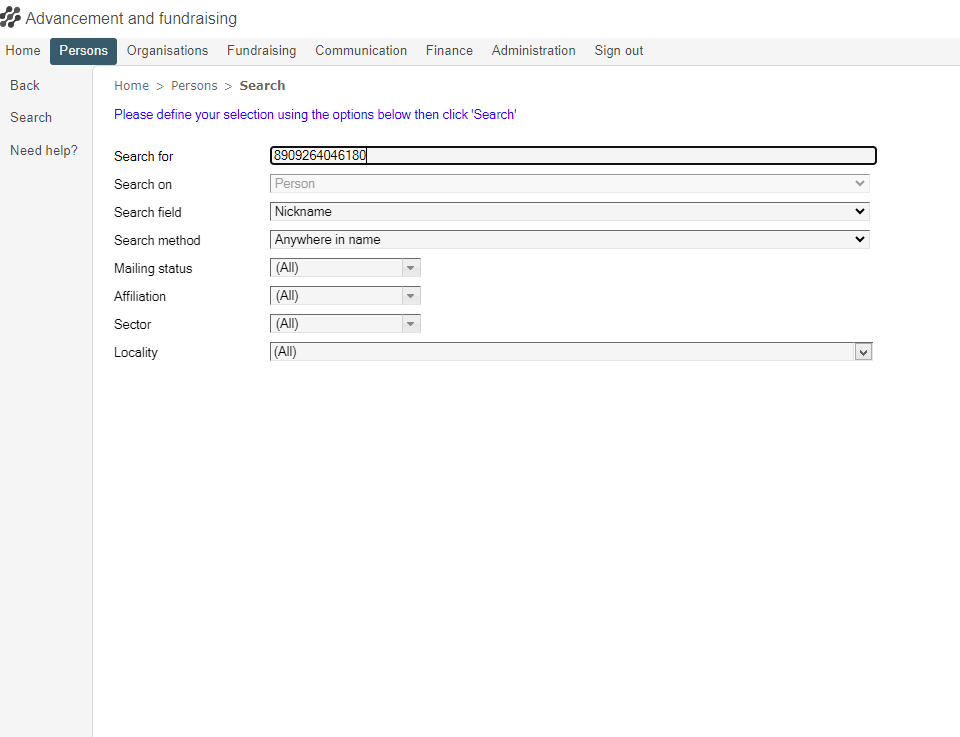 Advancement and fundraising
Home Persons Organisations Fundraising Communication Finance Administration Sign out
Back
Search
Need help?
Home > Persons > Search
Please define your selection using the options below then click 'Search'
Search for 8909264046180
Search on Person
Search field Nickname
Search method Anywhere in name
Mailing status (All)
Affiliation (All)
Sector (All)
Locality (All)